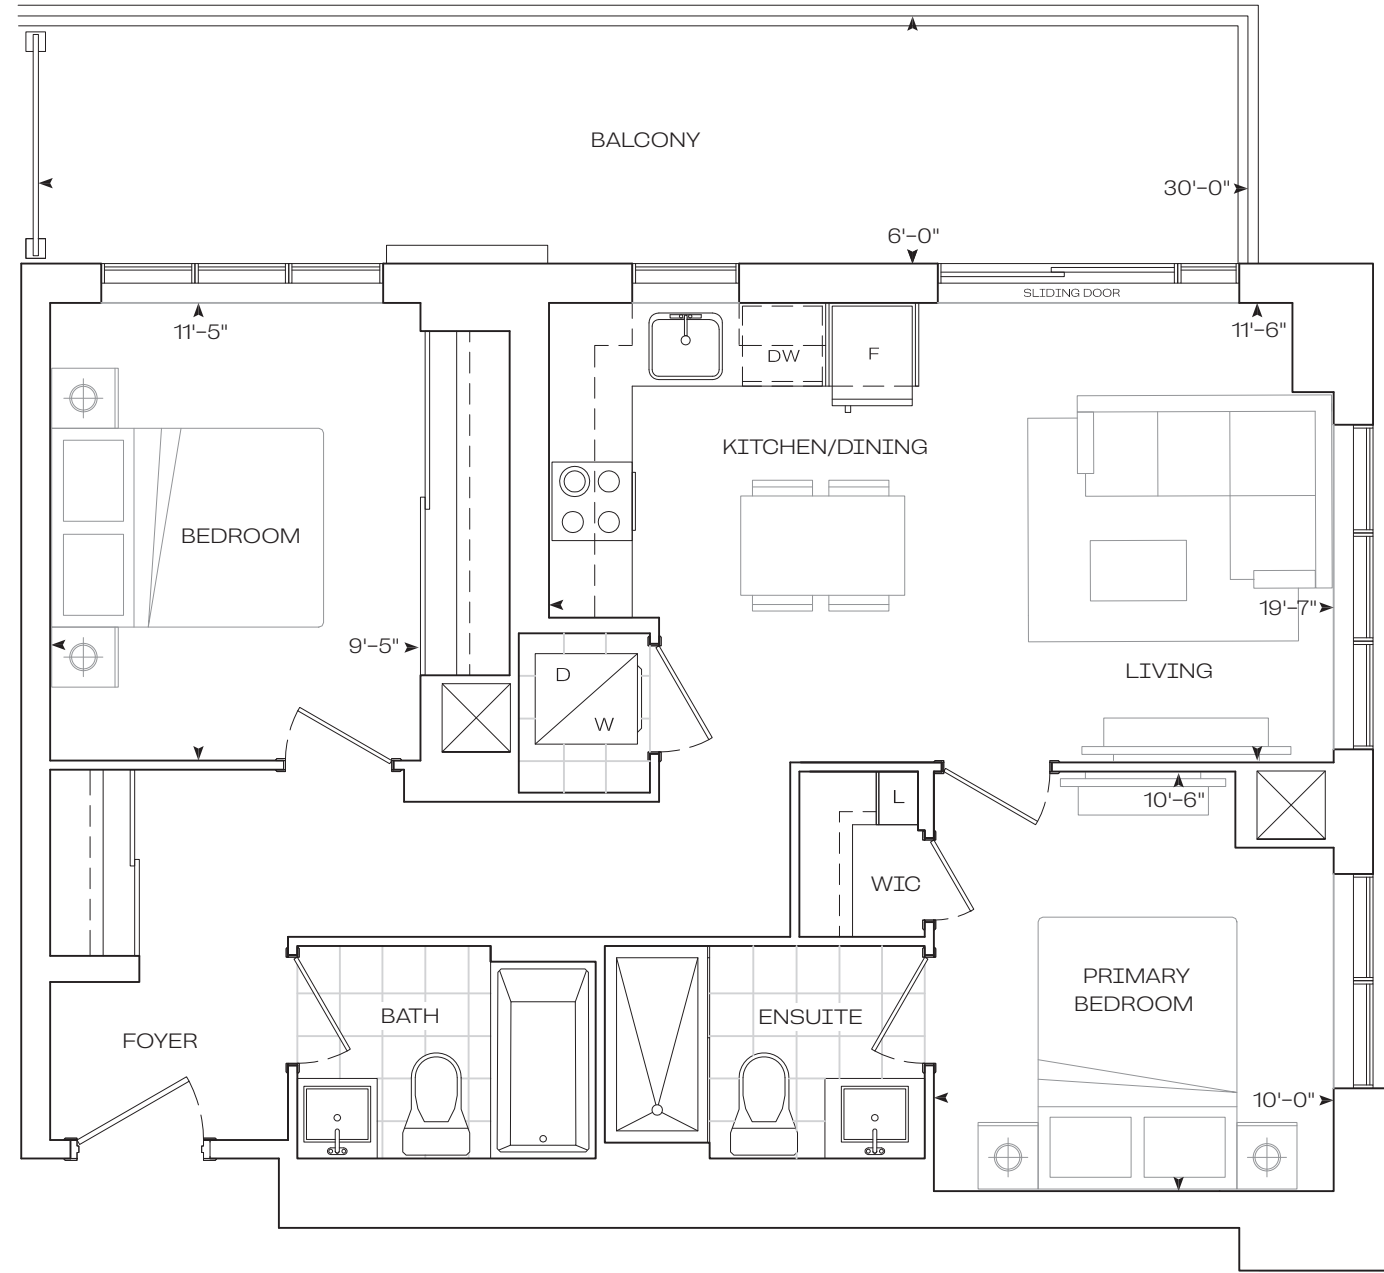 BALCONY
30'–0"
6'–0"
SLIDING DOOR
11'–5"
11'–6"
DW
F
KITCHEN/DINING
BEDROOM
19'–7"
9'–5"
LIVING
D
W
10'–6"
L
WIC
PRIMARY
BEDROOM
BATH
ENSUITE
FOYER
10'–0"